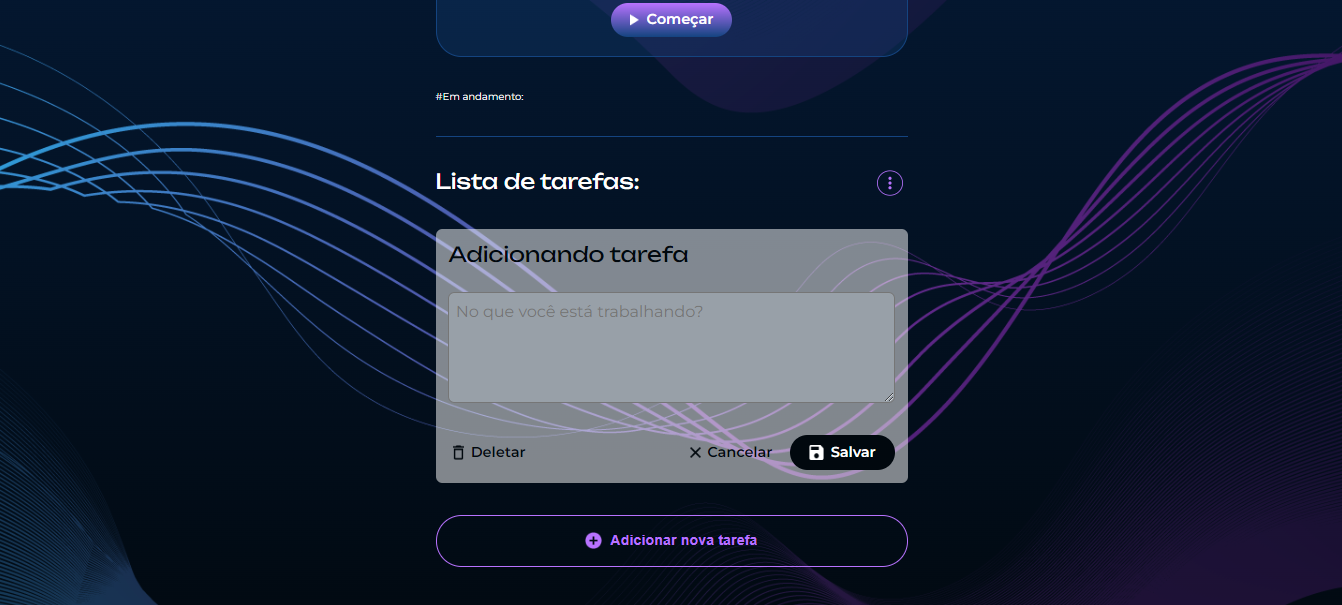 Começar
#Em andamento:
Lista de tarefas:
Adicionando tarefa
No que você está trabalhando?
Deletar
Cancelar
Salvar
Adicionar nova tarefa